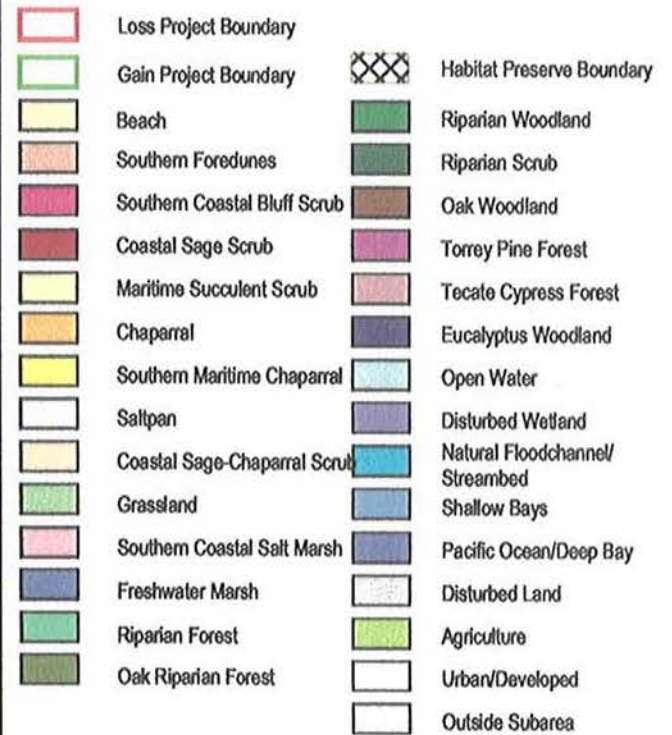 Loss Project Boundary
Gain Project Boundary
Beach
Southern Foredunes
Southern Coastal Bluff Scrub
Coastal Sage Scrub
Maritime Succulent Scrub
Chaparral
Southern Maritime Chaparral
Saltpan
Coastal Sage-Chaparral Scrub
Grassland
Southern Coastal Salt Marsh
Freshwater Marsh
Riparian Forest
Oak Riparian Forest
Habitat Preserve Boundary
Riparian Woodland
Riparian Scrub
Oak Woodland
Torrey Pine Forest
Tecate Cypress Forest
Eucalyptus Woodland
Open Water
Disturbed Wetland
Natural Floodchannel/
Streambed
Shallow Bays
Pacific Ocean/Deep Bay
Disturbed Land
Agriculture
Urban/Developed
Outside Subarea